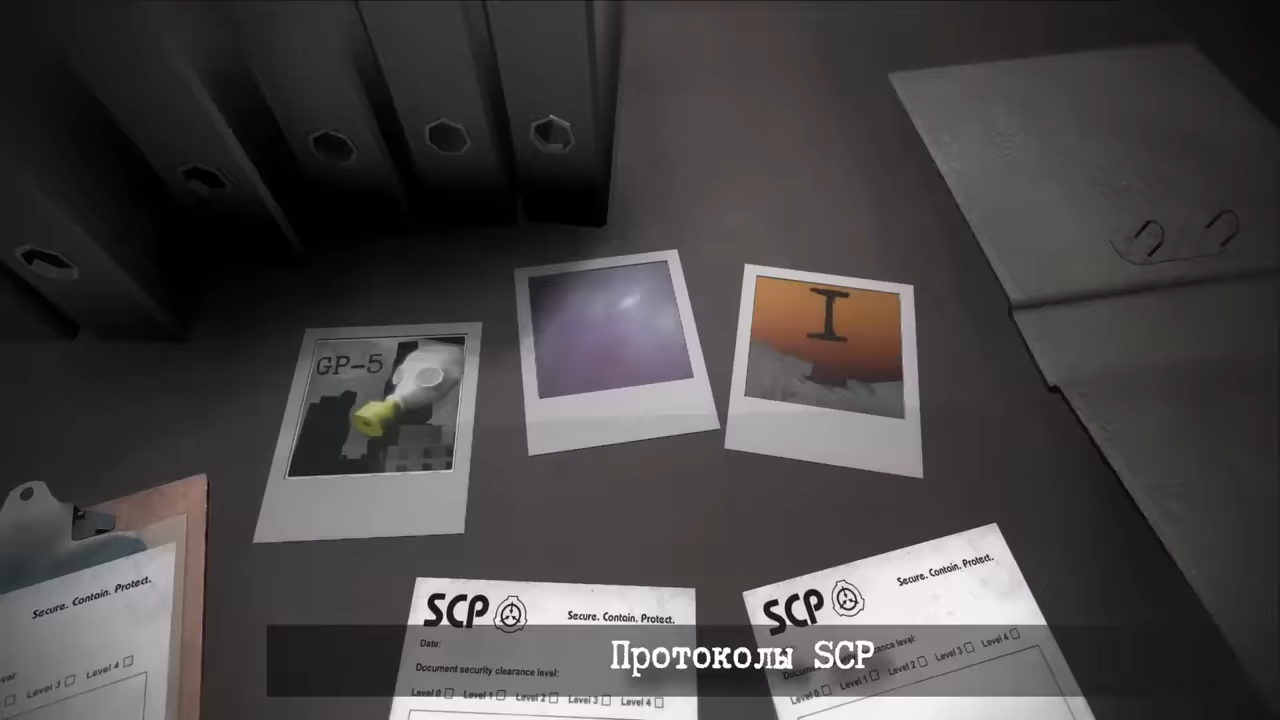 GP-5
I
Secure. Contain. Protect.
Level 3 Level 4
SCP
Secure. Contain. Protect.
Date:
Document security clearance level:
Level 0 Level 1 Level 2 Level 3 Level 4
SCP
Secure. Contain. Protect.
clearance level:
Level 0 Level 1 Level 2 Level 3 Level 4
Протоколы SCP